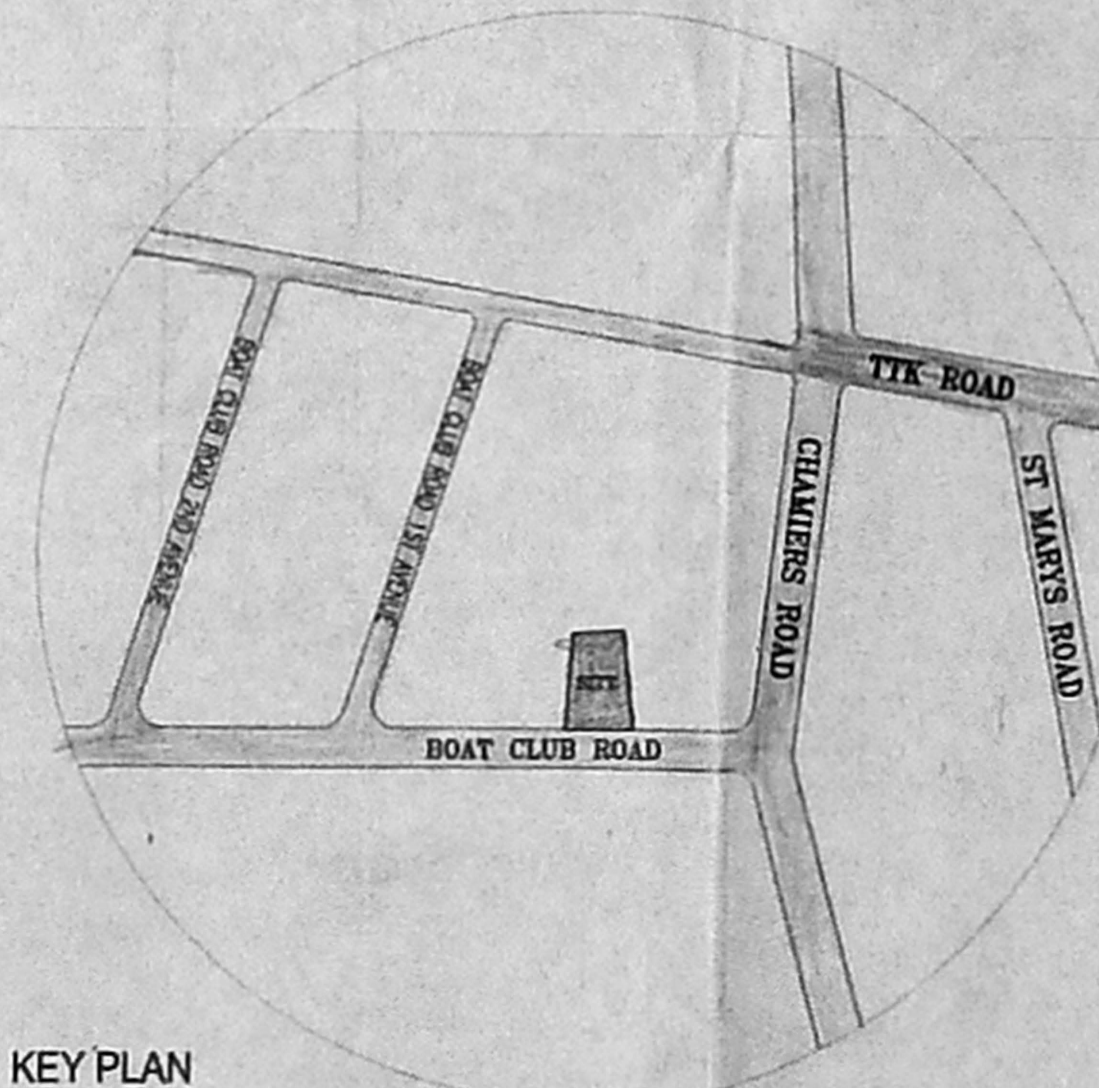 TTK ROAD
BOAT CLUB ROAD 2ND AVENUE
BOAT CLUB ROAD 1ST AVENUE
CHAMIERS ROAD
ST MARYS ROAD
BOAT CLUB ROAD
KEY PLAN